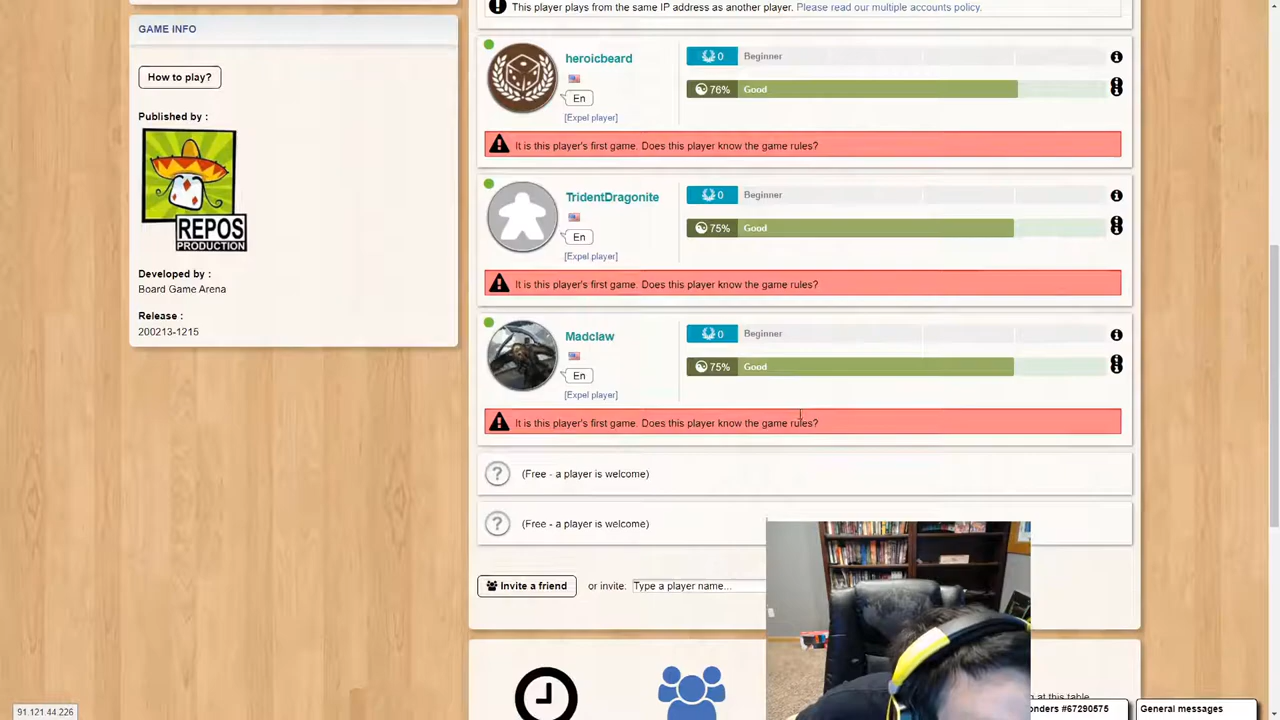 This player plays from the same IP address as another player. Please read our multiple accounts policy.
GAME INFO
How to play?
Published by :
REPOS
PRODUCTION
Developed by :
Board Game Arena
Release :
200213-1215
heroicbeard
En
[Expel player]
0 Beginner
76% Good
It is this player's first game. Does this player know the game rules?
TridentDragonite
En
[Expel player]
0 Beginner
75% Good
It is this player's first game. Does this player know the game rules?
Madclaw
En
[Expel player]
0 Beginner
75% Good
It is this player's first game. Does this player know the game rules?
? (Free - a player is welcome)
? (Free - a player is welcome)
Invite a friend or invite: Type a player name...
at this table
onders #67290575
General messages
91.121.44.226